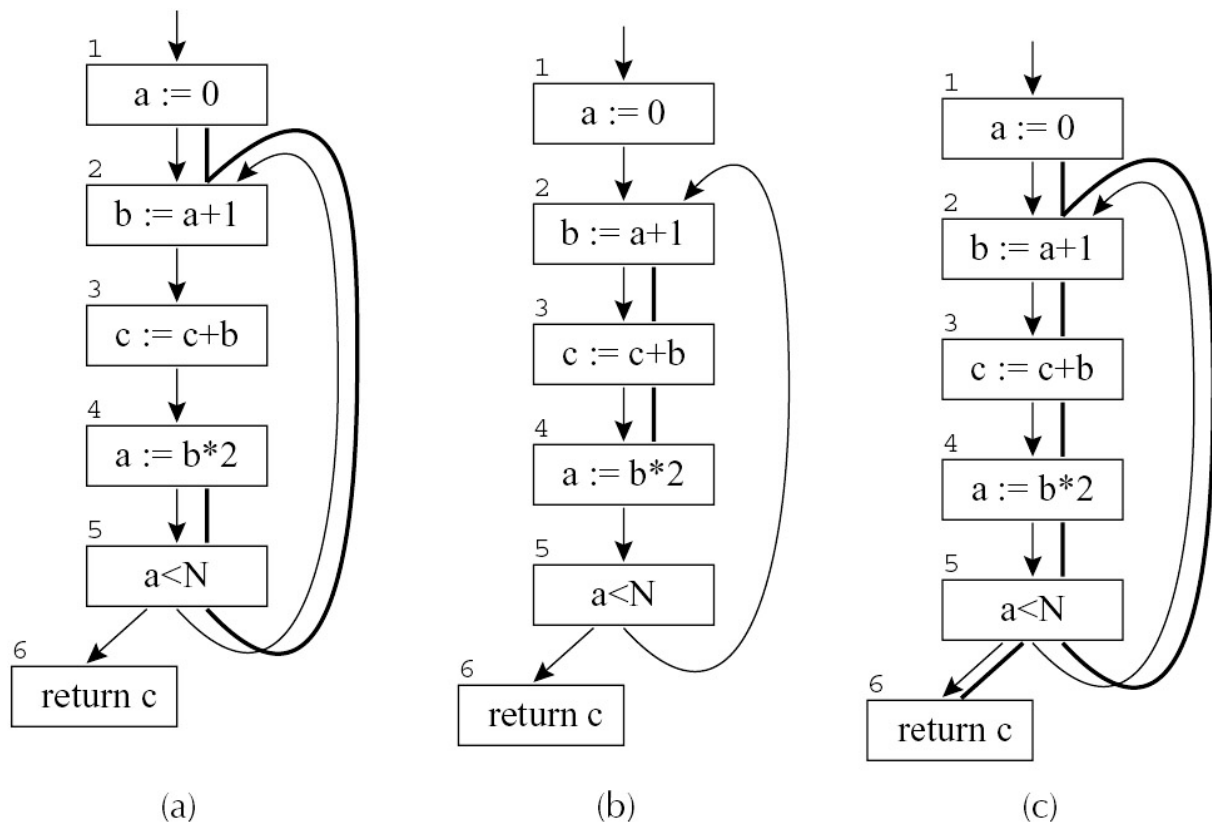 1
a := 0
2
b := a+1
3
c := c+b
4
a := b*2
5
a<N
6
return c
(a)
1
a := 0
2
b := a+1
3
c := c+b
4
a := b*2
5
a<N
6
return c
(b)
1
a := 0
2
b := a+1
3
c := c+b
4
a := b*2
5
a<N
6
return c
(c)